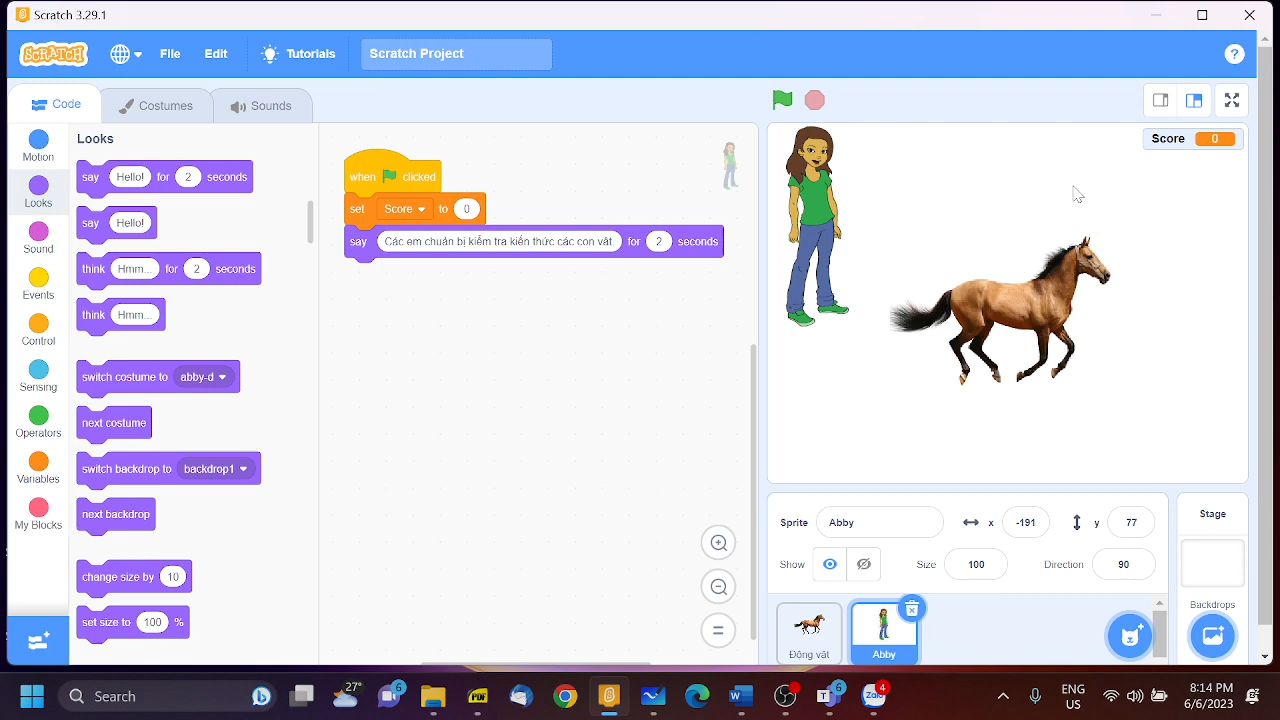 Scratch 3.29.1
SCRATCH
File
Edit
Tutorials
Scratch Project
?
Code
Costumes
Sounds
Motion
Looks
Sound
Events
Control
Sensing
Operators
Variables
My Blocks
Looks
say Hello! for 2 seconds
say Hello!
think Hmm... for 2 seconds
think Hmm...
switch costume to abby-d
next costume
switch backdrop to backdrop1
next backdrop
change size by 10
set size to 100 %
when clicked
set Score to 0
say Các em chuẩn bị kiểm tra kiến thức các con vật for 2 seconds
Score 0
Sprite Abby x -191 y 77
Show Size 100 Direction 90
Động vật
Abby
Stage
Backdrops
Search
27°
6
PDF
6
4
ENG
US
8:14 PM
6/6/2023